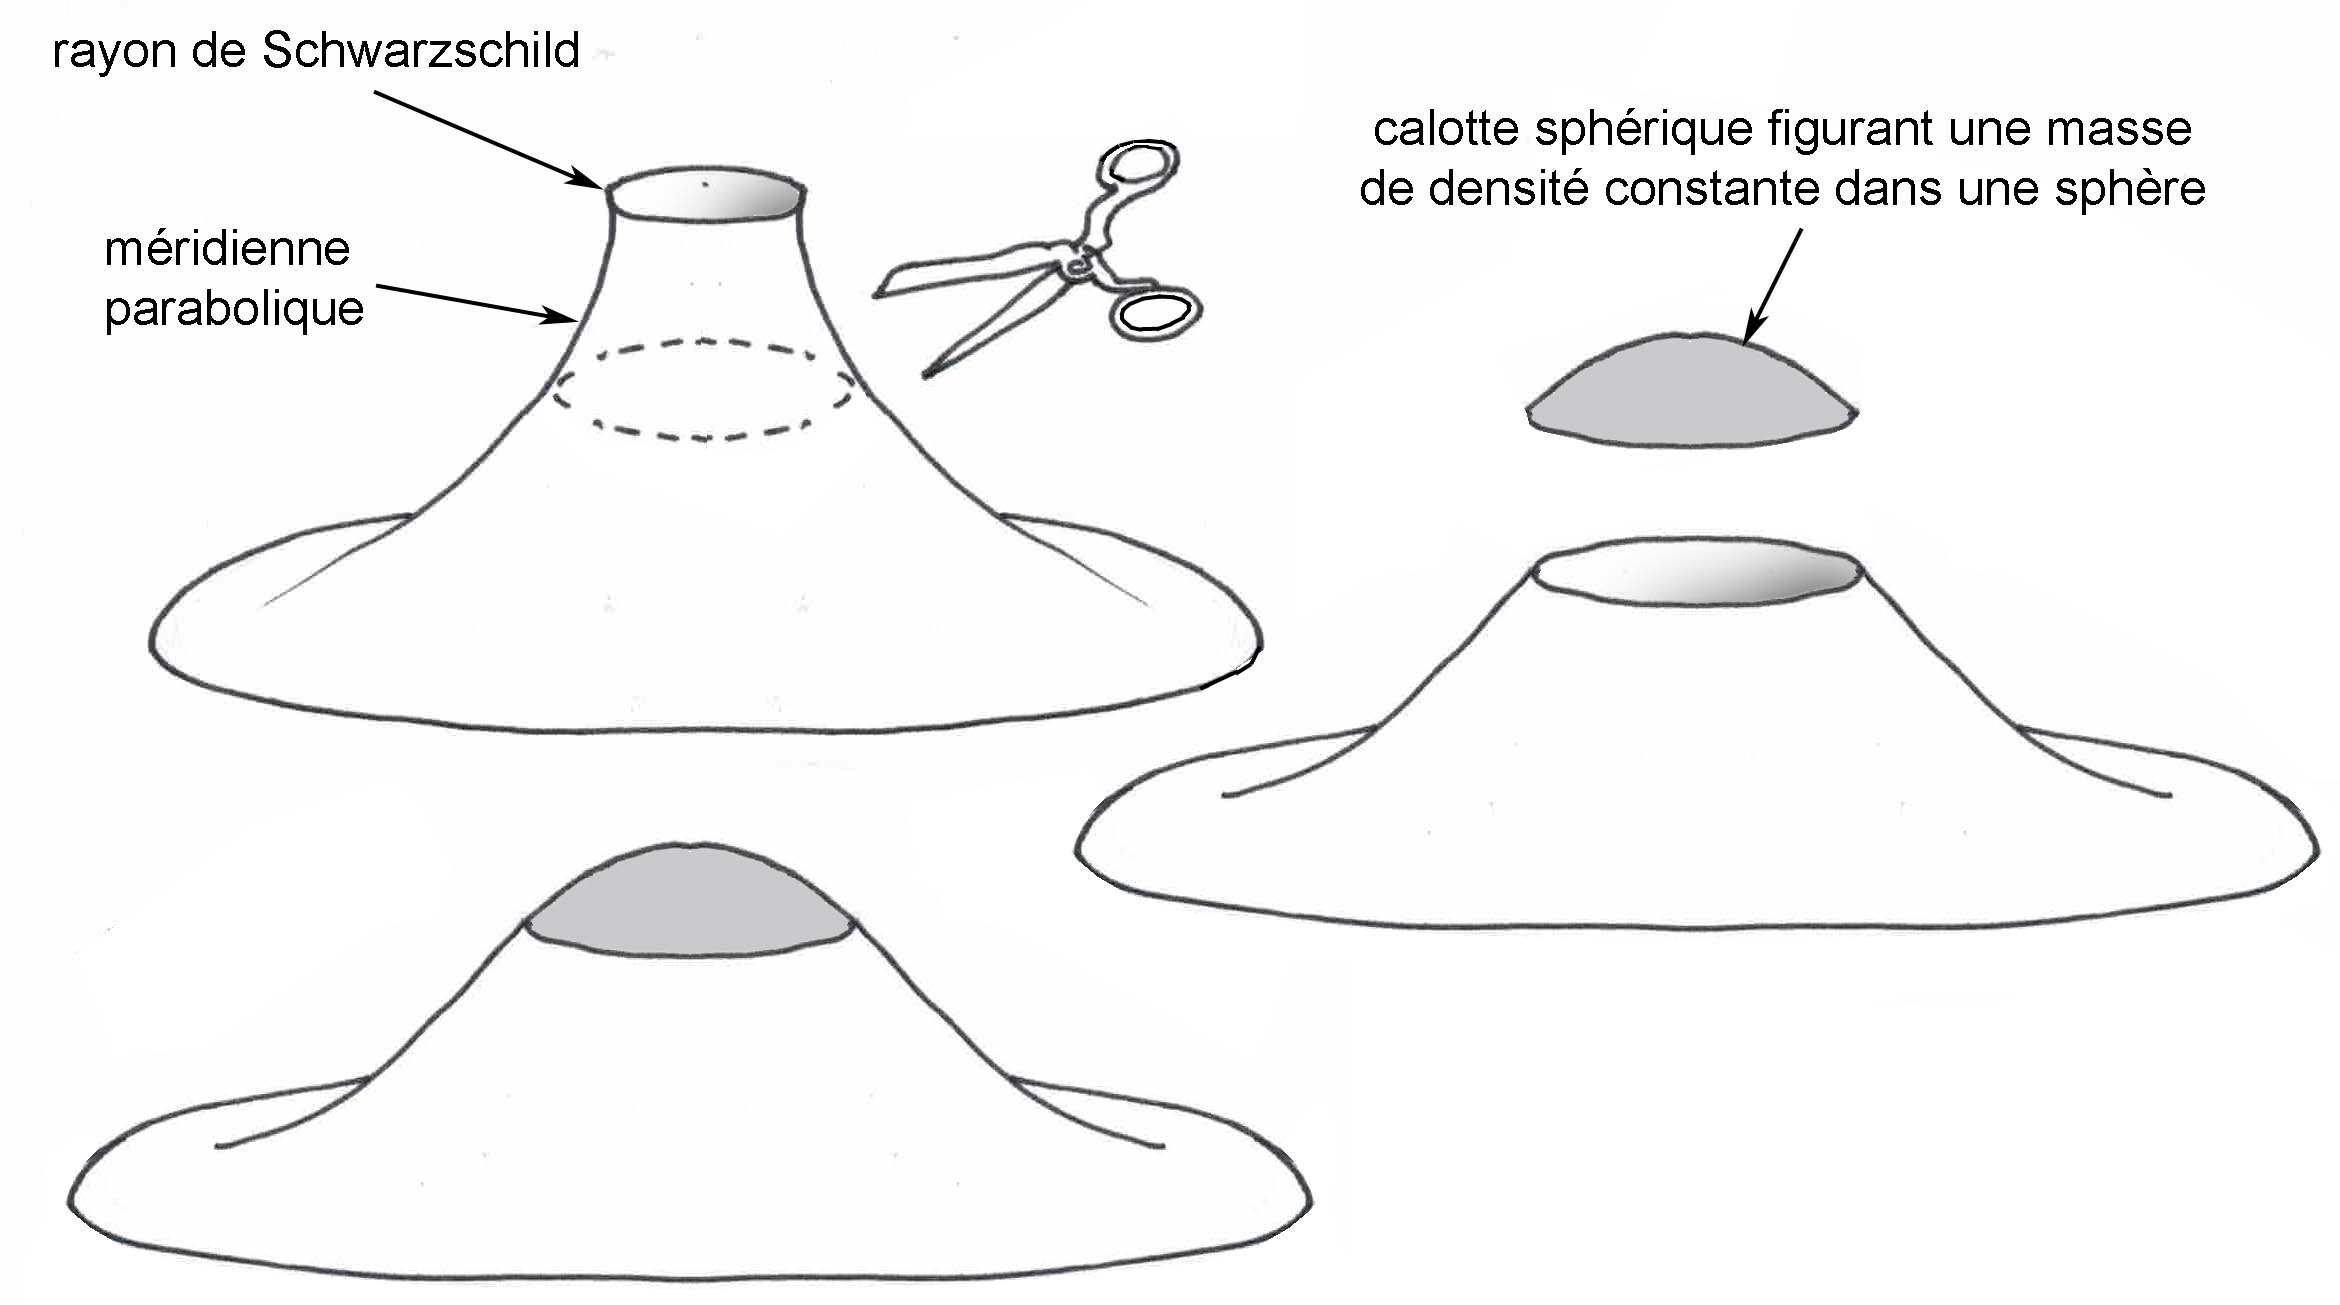 rayon de Schwarzschild
méridienne
parabolique
calotte sphérique figurant une masse
de densité constante dans une sphère